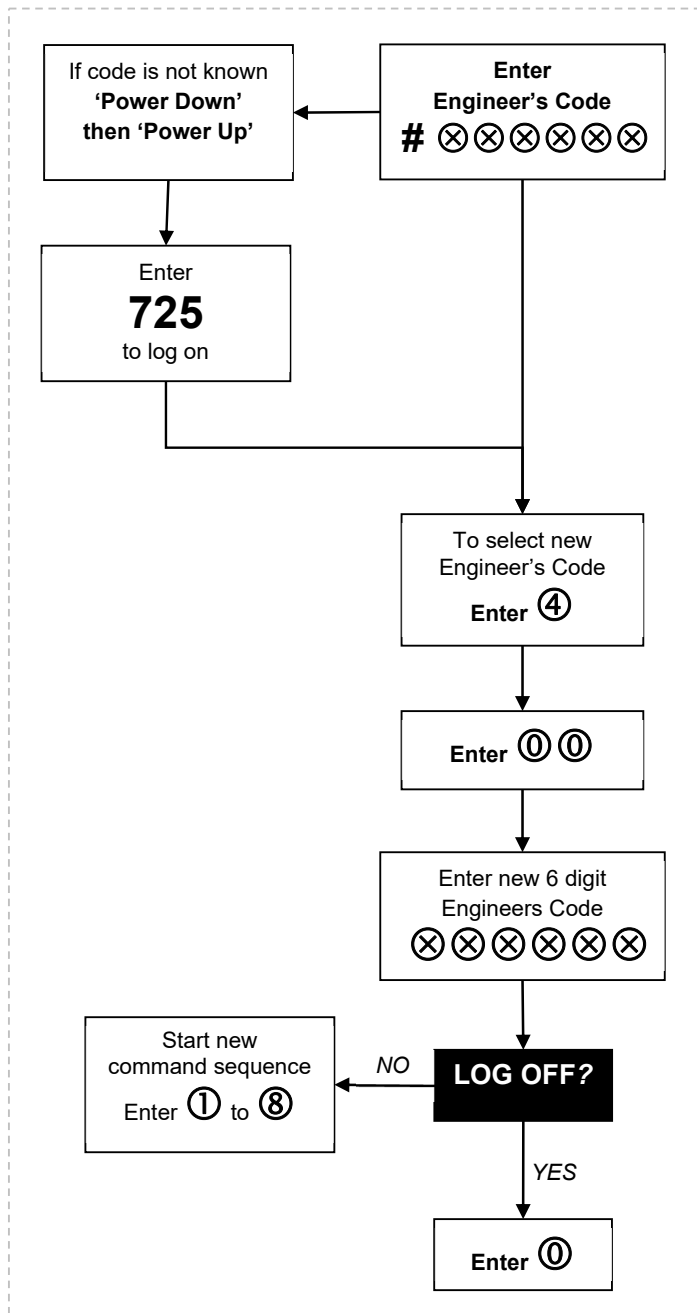 If code is not known
‘Power Down’
then ‘Power Up’
Enter
Engineer’s Code
# ⊗⊗⊗⊗⊗⊗
Enter
725
to log on
To select new
Engineer’s Code
Enter ④
Enter ⓪⓪
Enter new 6 digit
Engineers Code
⊗⊗⊗⊗⊗⊗
Start new
command sequence
Enter ① to ⑧
NO
LOG OFF?
YES
Enter ⓪